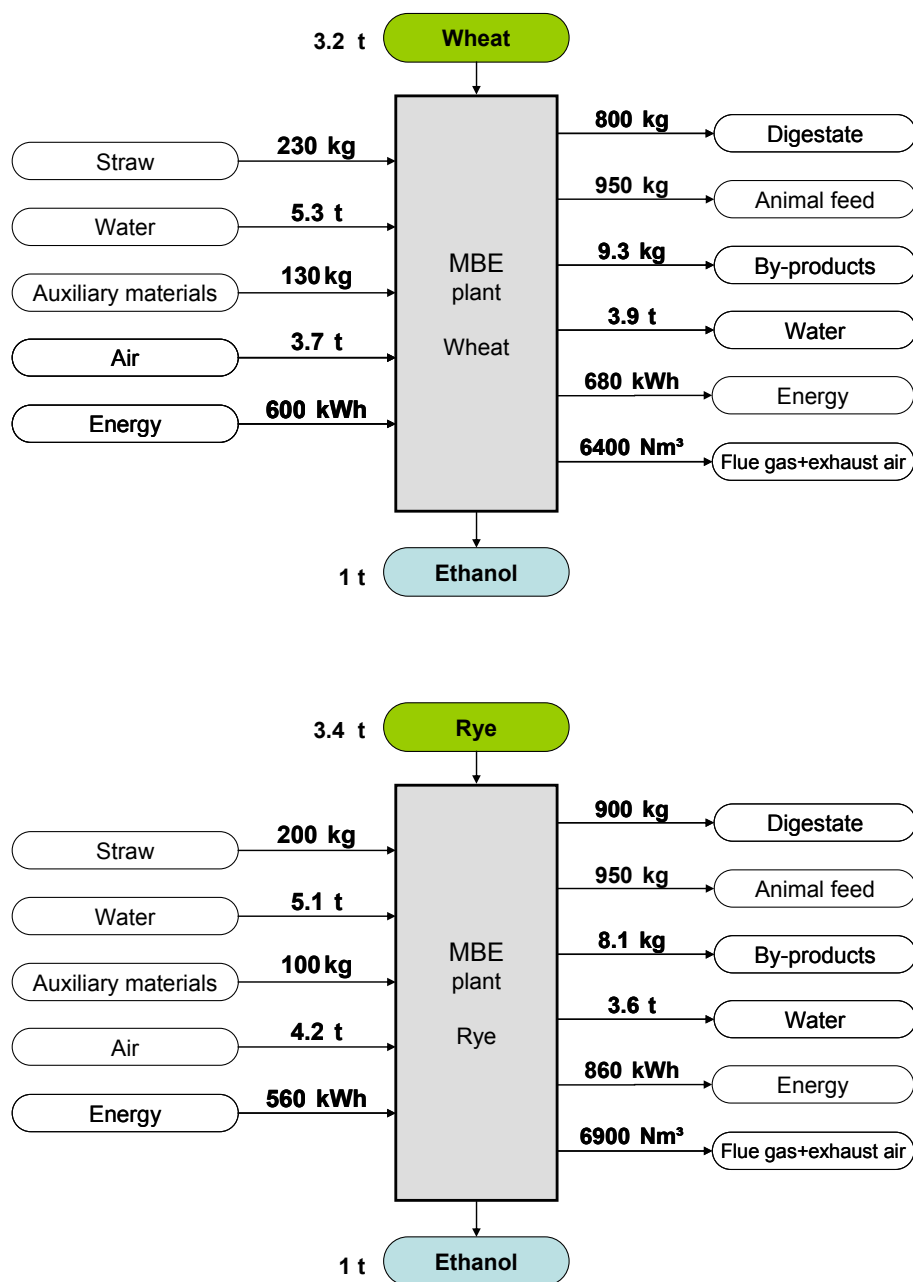 3.2 t
Wheat
230 kg
Straw
5.3 t
Water
130 kg
Auxiliary materials
3.7 t
Air
600 kWh
Energy
MBE
plant
Wheat
800 kg
Digestate
950 kg
Animal feed
9.3 kg
By-products
3.9 t
Water
680 kWh
Energy
6400 Nm³
Flue gas+exhaust air
1 t
Ethanol
3.4 t
Rye
200 kg
Straw
5.1 t
Water
100 kg
Auxiliary materials
4.2 t
Air
560 kWh
Energy
MBE
plant
Rye
900 kg
Digestate
950 kg
Animal feed
8.1 kg
By-products
3.6 t
Water
860 kWh
Energy
6900 Nm³
Flue gas+exhaust air
1 t
Ethanol